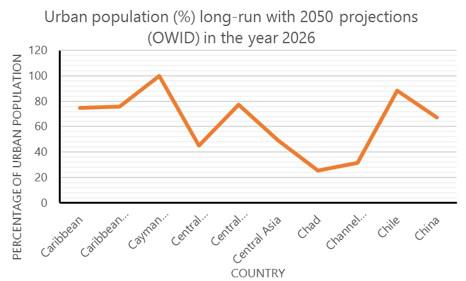 Urban population (%) long-run with 2050 projections
(OWID) in the year 2026
PERCENTAGE OF URBAN POPULATION
120
100
80
60
40
20
0
Caribbean
Caribbean...
Cayman...
Central...
Central...
Central Asia
Chad
Channel...
Chile
China
COUNTRY